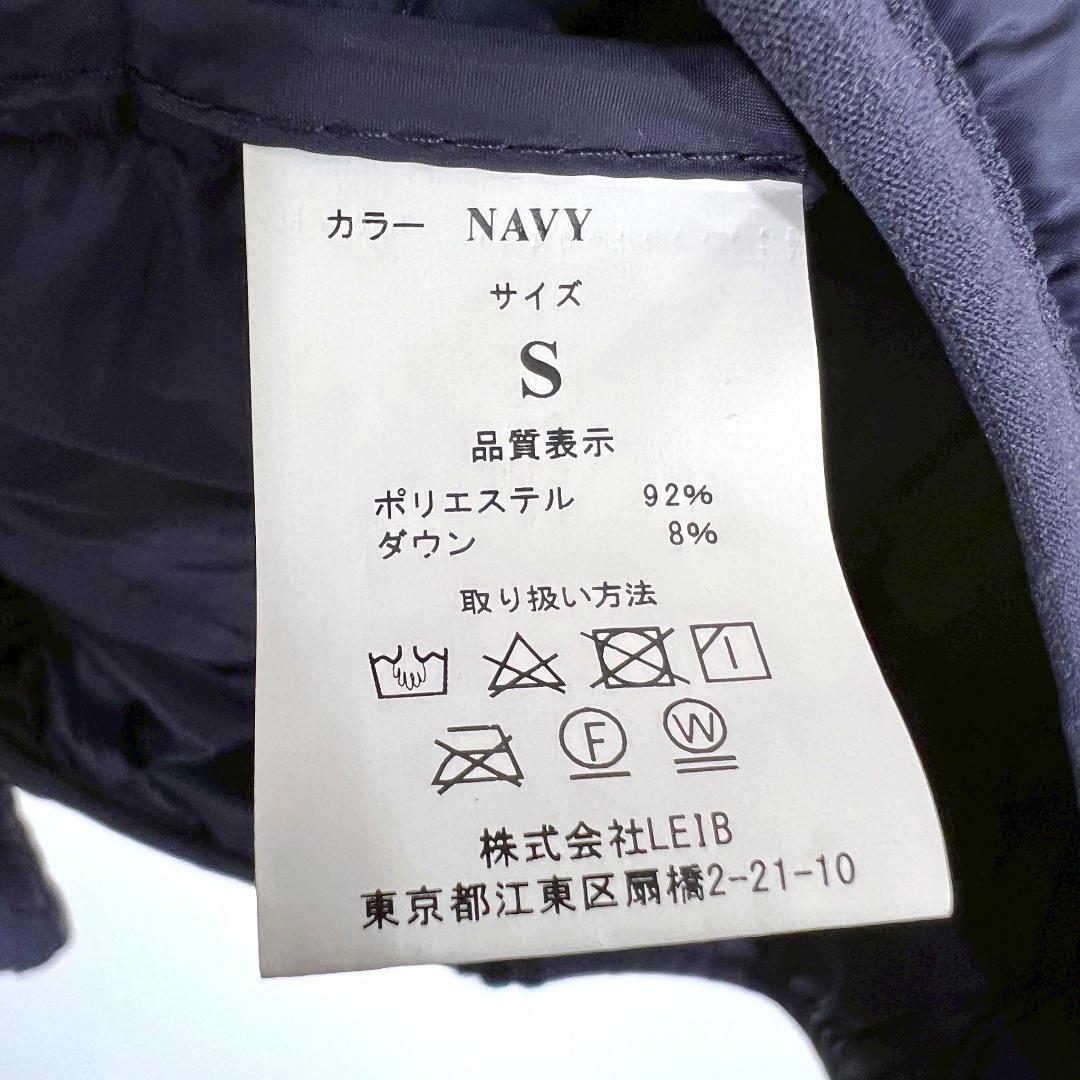 カラー NAVY
サイズ
S
品質表示
ポリエステル 92%
ダウン 8%
取り扱い方法
F W
株式会社LEIB
東京都江東区扇橋2-21-10